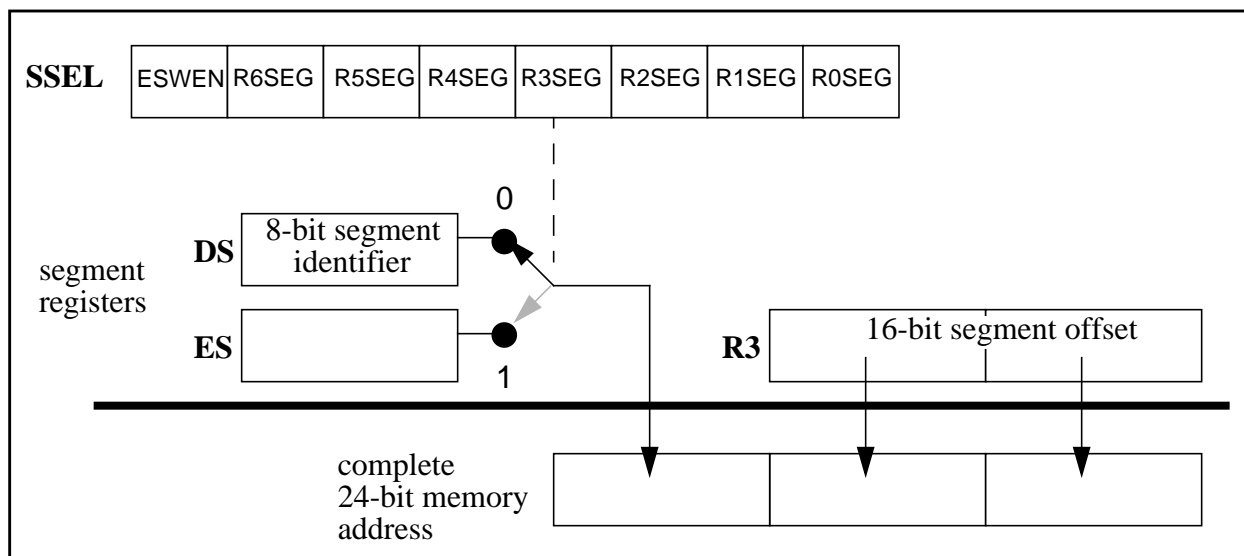 SSEL ESWEN R6SEG R5SEG R4SEG R3SEG R2SEG R1SEG R0SEG
0
DS
8-bit segment
identifier
segment
registers
ES
1
R3
16-bit segment offset
complete
24-bit memory
address